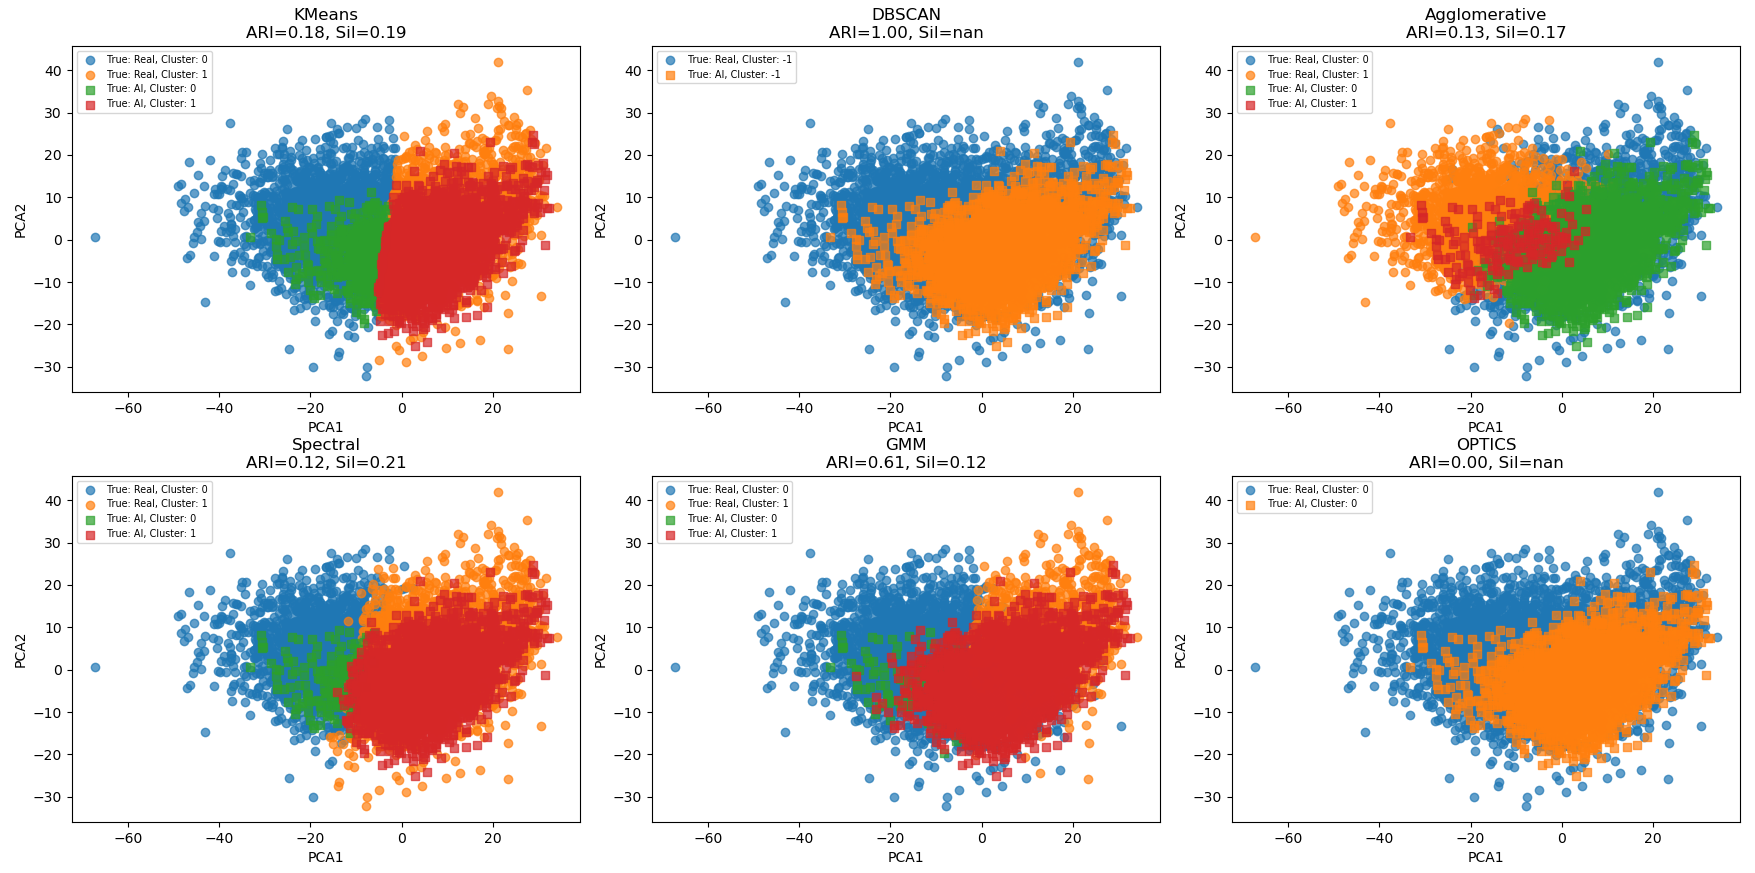 KMeans
ARI=0.18, Sil=0.19
True: Real, Cluster: 0
True: Real, Cluster: 1
True: AI, Cluster: 0
True: AI, Cluster: 1
40
30
20
10
0
−10
−20
−30
PCA2
−60
−40
−20
0
20
PCA1
DBSCAN
ARI=1.00, Sil=nan
True: Real, Cluster: -1
True: AI, Cluster: -1
40
30
20
10
0
−10
−20
−30
PCA2
−60
−40
−20
0
20
PCA1
Agglomerative
ARI=0.13, Sil=0.17
True: Real, Cluster: 0
True: Real, Cluster: 1
True: AI, Cluster: 0
True: AI, Cluster: 1
40
30
20
10
0
−10
−20
−30
PCA2
−60
−40
−20
0
20
PCA1
Spectral
ARI=0.12, Sil=0.21
True: Real, Cluster: 0
True: Real, Cluster: 1
True: AI, Cluster: 0
True: AI, Cluster: 1
40
30
20
10
0
−10
−20
−30
PCA2
−60
−40
−20
0
20
PCA1
GMM
ARI=0.61, Sil=0.12
True: Real, Cluster: 0
True: Real, Cluster: 1
True: AI, Cluster: 0
True: AI, Cluster: 1
40
30
20
10
0
−10
−20
−30
PCA2
−60
−40
−20
0
20
PCA1
OPTICS
ARI=0.00, Sil=nan
True: Real, Cluster: 0
True: AI, Cluster: 0
40
30
20
10
0
−10
−20
−30
PCA2
−60
−40
−20
0
20
PCA1